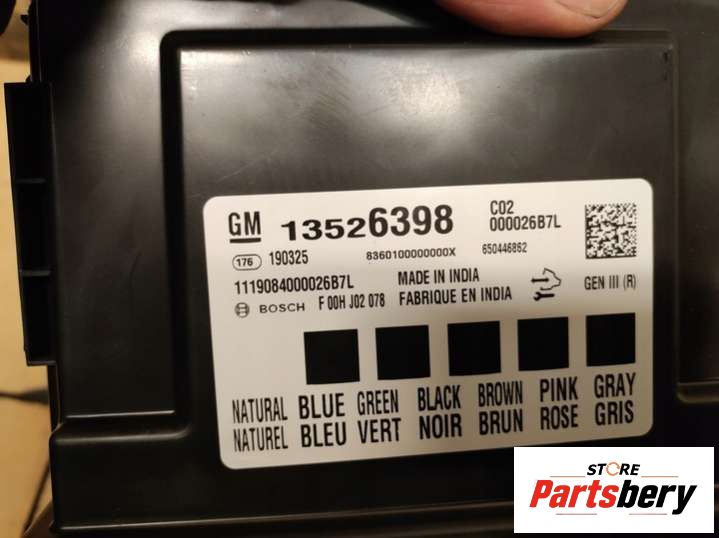 GM 13526398 C02
000026B7L
176 190325 8360100000000X 650446862
1119084000026B7L MADE IN INDIA GEN III (R)
BOSCH F 00H J02 078 FABRIQUE EN INDIA
NATURAL BLUE GREEN BLACK BROWN PINK GRAY
NATUREL BLEU VERT NOIR BRUN ROSE GRIS
STORE
Partsbery